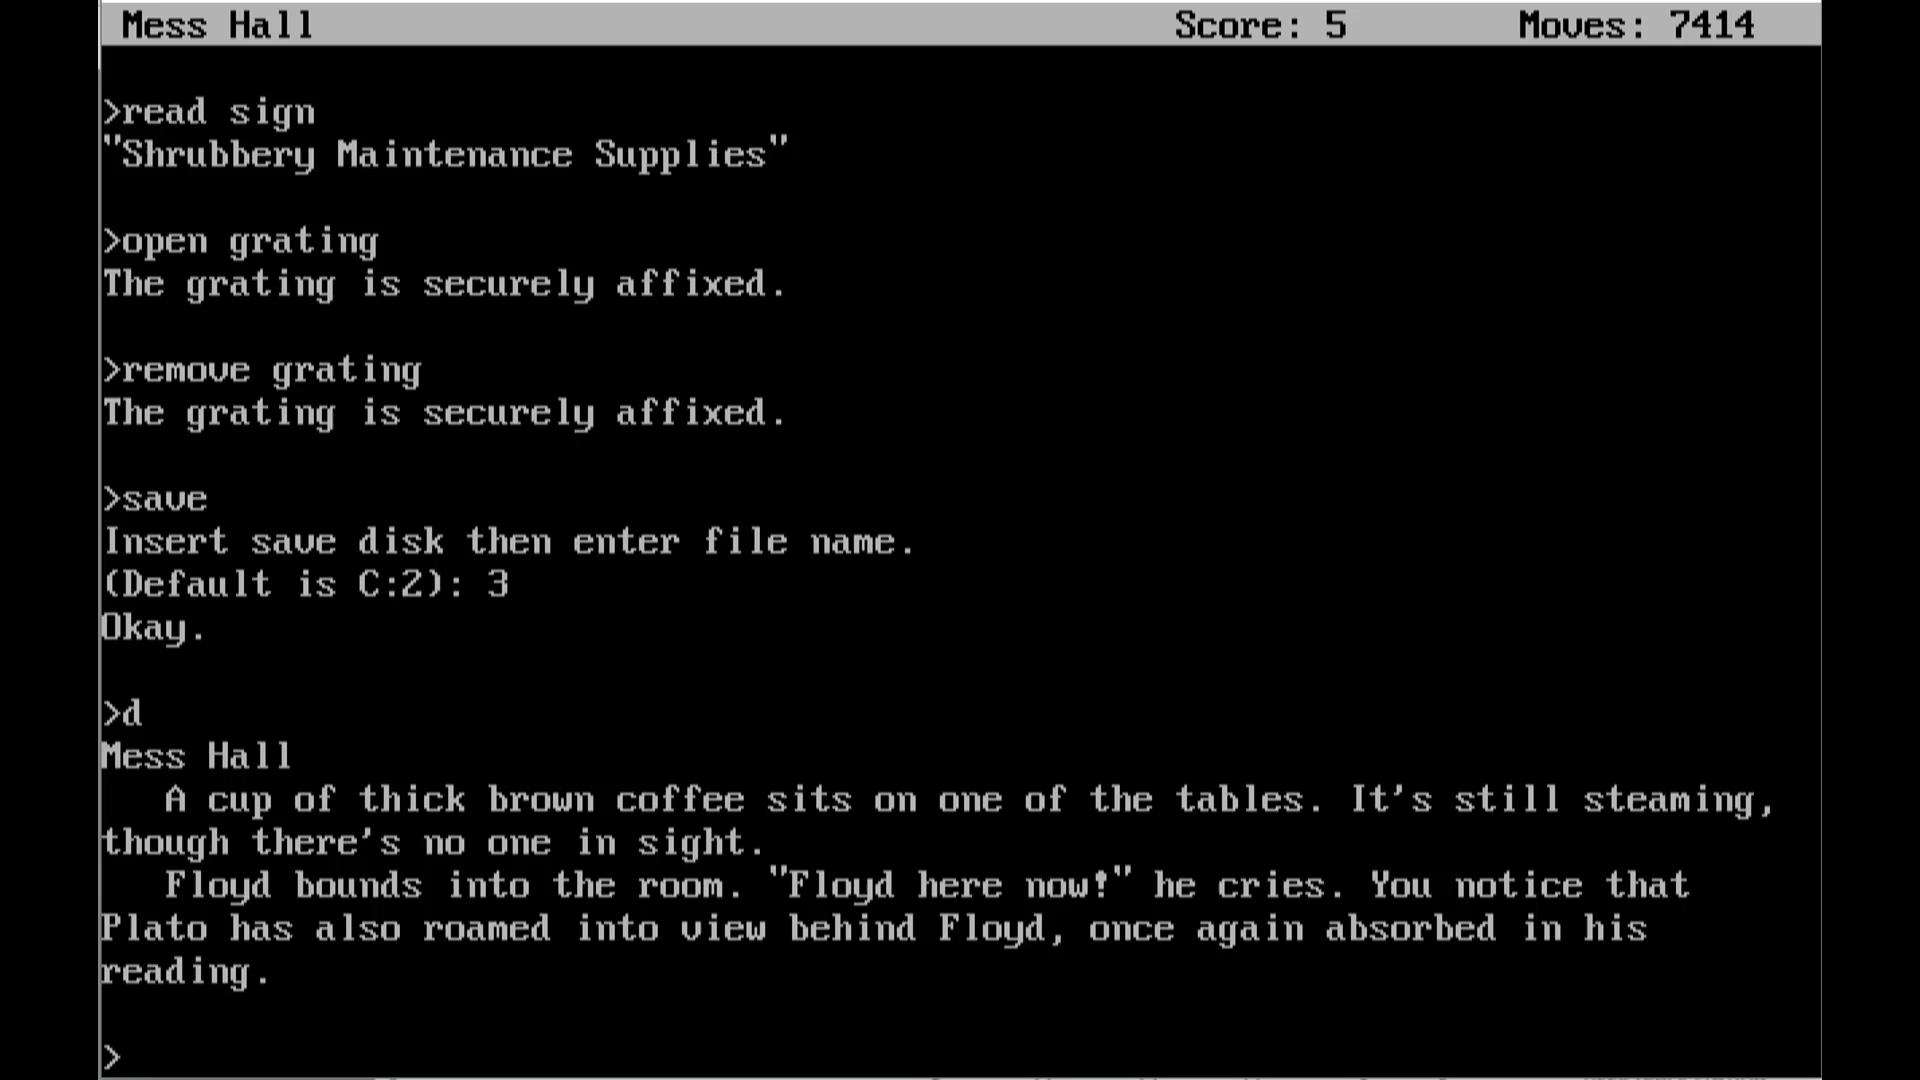 Mess Hall Score: 5 Moves: 7414
>read sign
"Shrubbery Maintenance Supplies"
>open grating
The grating is securely affixed.
>remove grating
The grating is securely affixed.
>save
Insert save disk then enter file name.
(Default is C:2): 3
Okay.
>d
Mess Hall
A cup of thick brown coffee sits on one of the tables. It's still steaming,
though there's no one in sight.
Floyd bounds into the room. "Floyd here now!" he cries. You notice that
Plato has also roamed into view behind Floyd, once again absorbed in his
reading.
>